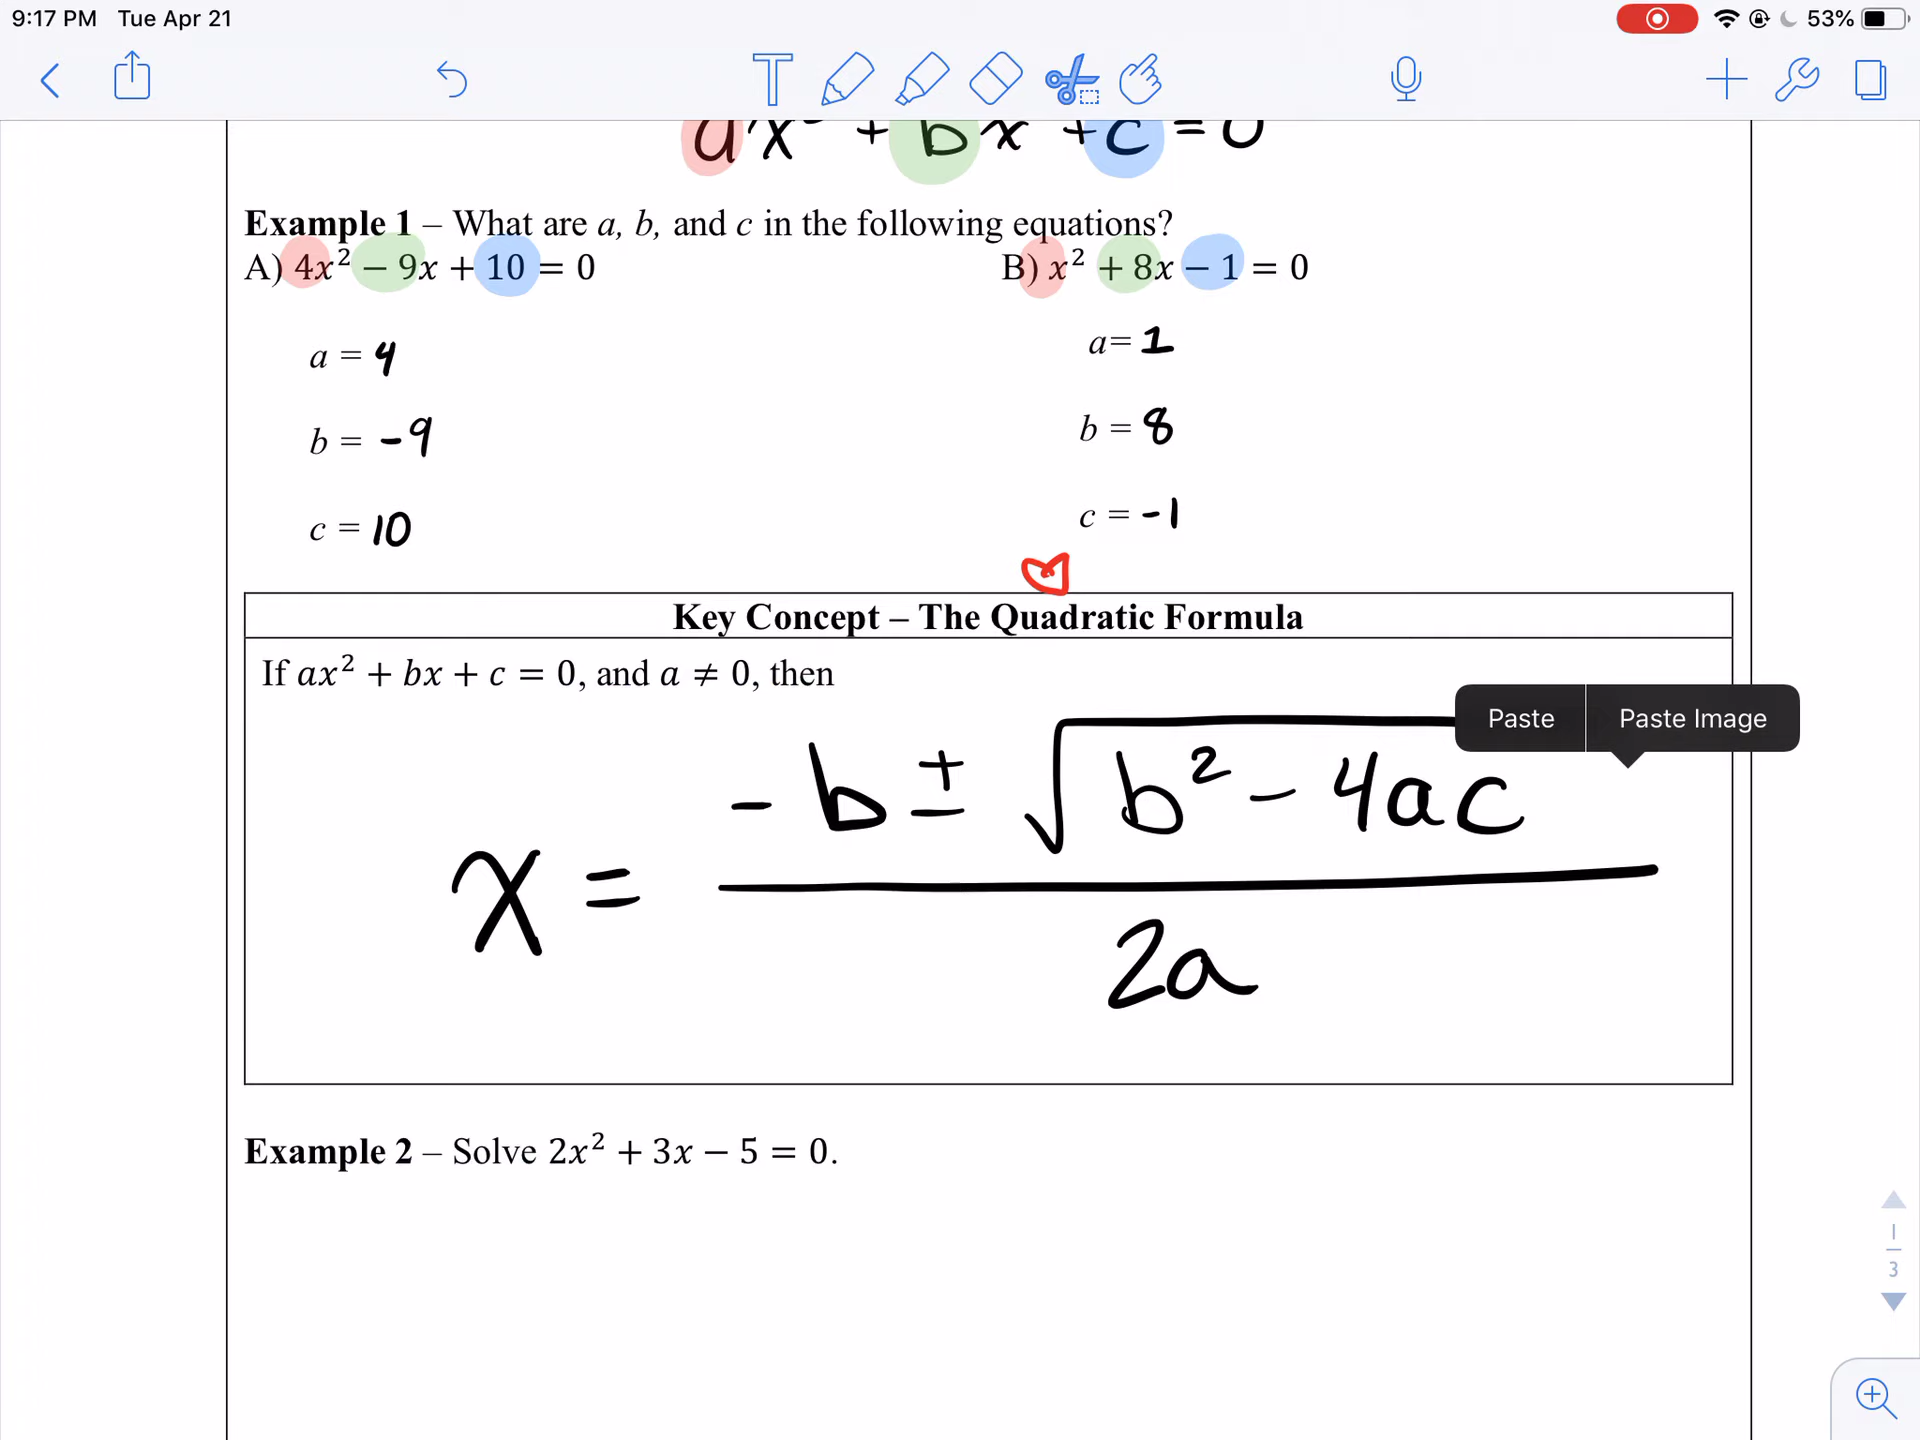 9:17 PM Tue Apr 21 53%
T
ax² + bx + c = 0
Example 1 – What are a, b, and c in the following equations?
A) 4x² − 9x + 10 = 0 B) x² + 8x − 1 = 0
a = 4 a= 1
b = -9 b = 8
c = 10 c = -1
Key Concept – The Quadratic Formula
If ax² + bx + c = 0, and a ≠ 0, then
Paste Paste Image
x = (-b ± √(b² - 4ac)) / 2a
Example 2 – Solve 2x² + 3x − 5 = 0.
1
3